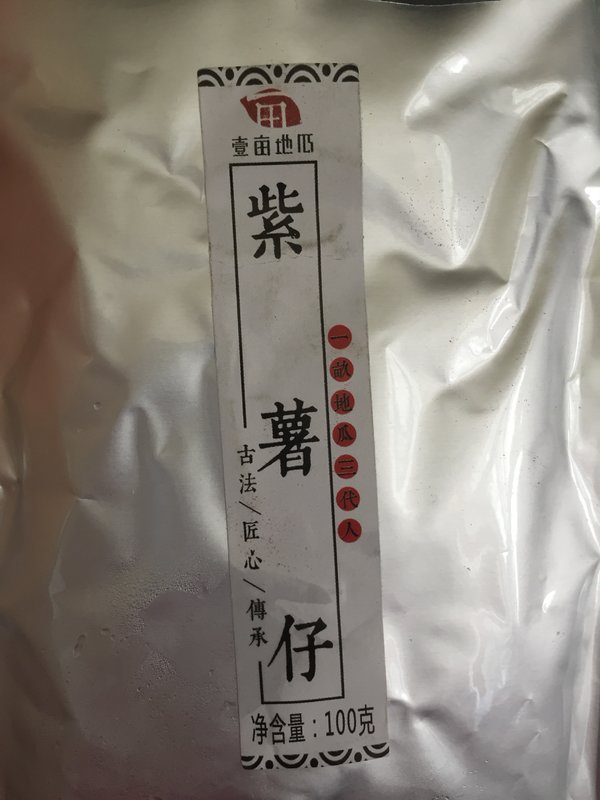 壹亩地瓜
紫薯仔
一畝地瓜三代人
古法/匠心/傳承
净含量：100克